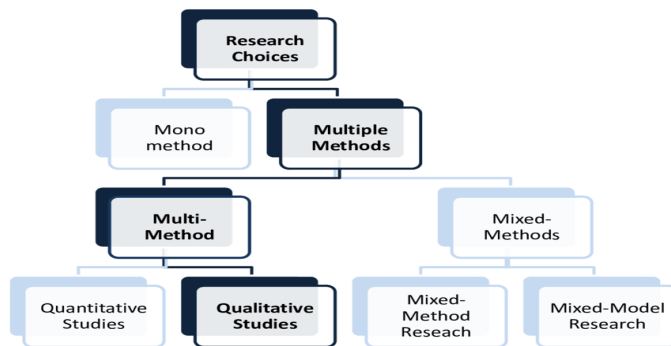 Research
Choices
Mono
method
Multiple
Methods
Multi-
Method
Mixed-
Methods
Quantitative
Studies
Qualitative
Studies
Mixed-
Method
Reseach
Mixed-Model
Research